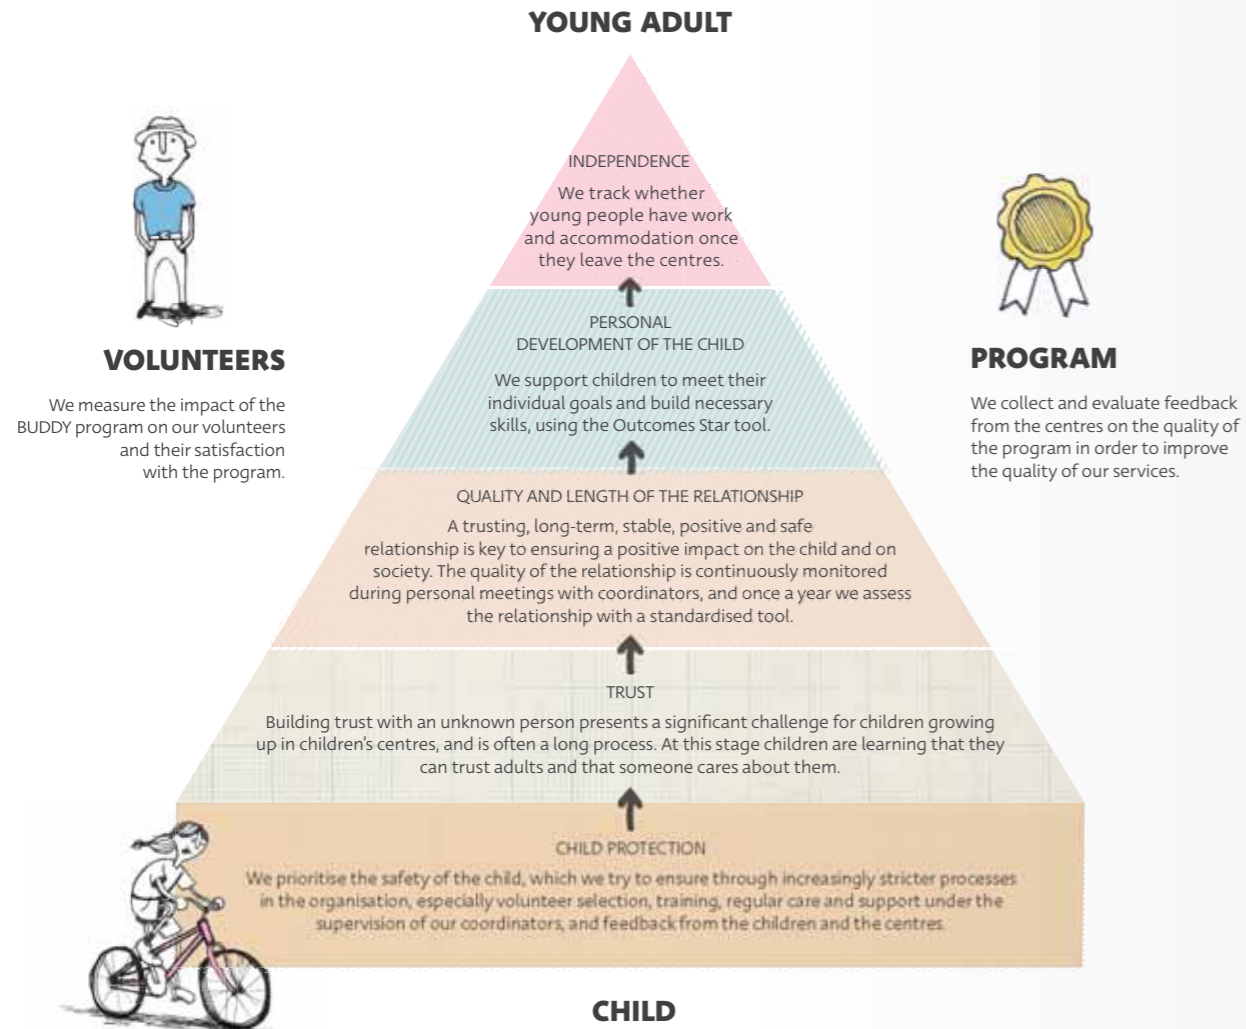 YOUNG ADULT
INDEPENDENCE
We track whether
young people have work
and accommodation once
they leave the centres.
PERSONAL
DEVELOPMENT OF THE CHILD
We support children to meet their
individual goals and build necessary
skills, using the Outcomes Star tool.
QUALITY AND LENGTH OF THE RELATIONSHIP
A trusting, long-term, stable, positive and safe
relationship is key to ensuring a positive impact on the child and on
society. The quality of the relationship is continuously monitored
during personal meetings with coordinators, and once a year we assess
the relationship with a standardised tool.
TRUST
Building trust with an unknown person presents a significant challenge for children growing
up in children's centres, and is often a long process. At this stage children are learning that they
can trust adults and that someone cares about them.
CHILD PROTECTION
We prioritise the safety of the child, which we try to ensure through increasingly stricter processes
in the organisation, especially volunteer selection, training, regular care and support under the
supervision of our coordinators, and feedback from the children and the centres.
CHILD
VOLUNTEERS
We measure the impact of the
BUDDY program on our volunteers
and their satisfaction
with the program.
PROGRAM
We collect and evaluate feedback
from the centres on the quality of
the program in order to improve
the quality of our services.